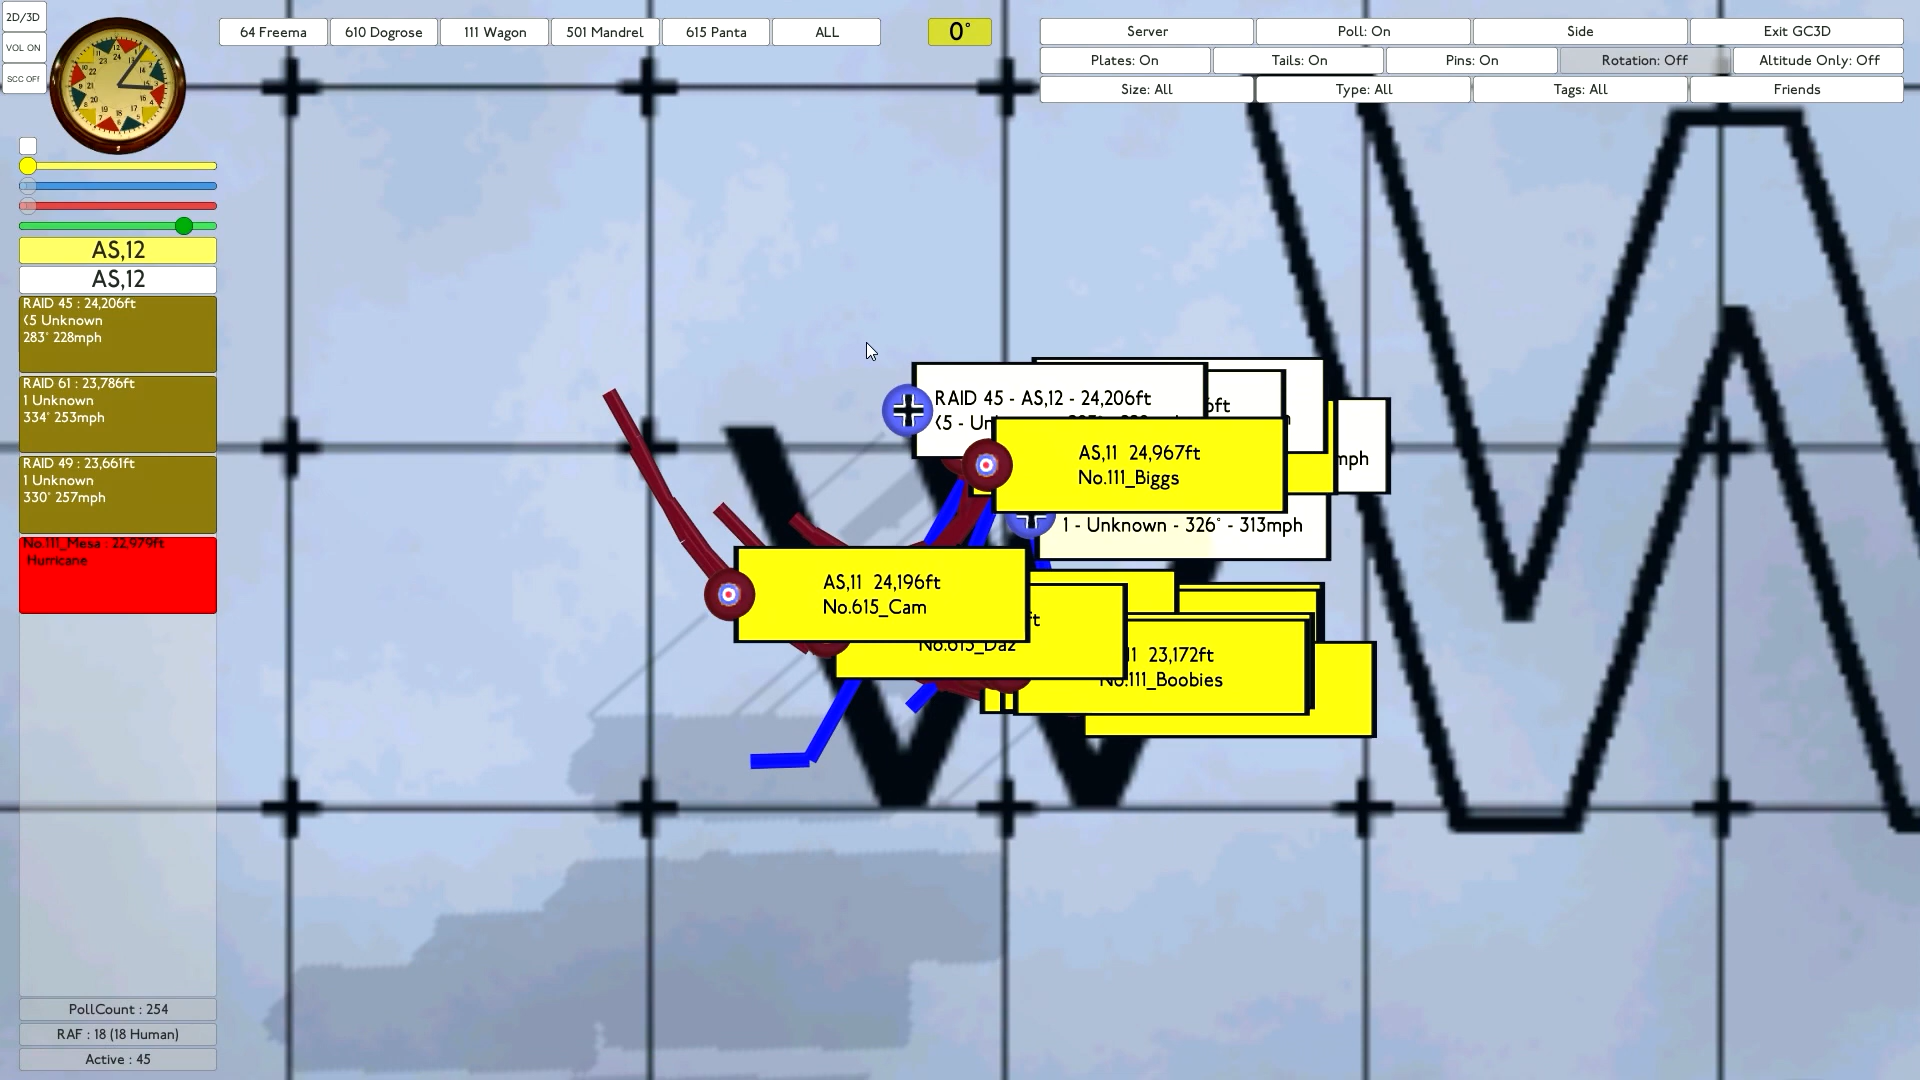 2D/3D
VOL ON
SCC OFF
64 Freema
610 Dogrose
111 Wagon
501 Mandrel
615 Panta
ALL
0°
Server
Poll: On
Side
Exit GC3D
Plates: On
Tails: On
Pins: On
Rotation: Off
Altitude Only: Off
Size: All
Type: All
Tags: All
Friends
AS,12
AS,12
RAID 45 : 24,206ft
(5 Unknown
283° 228mph
RAID 61 : 23,786ft
1 Unknown
334° 253mph
RAID 49 : 23,661ft
1 Unknown
330° 257mph
No.111_Mesa : 22,979ft
Hurricane
RAID 45 - AS,12 - 24,206ft
(5 - Un
AS,11 24,967ft
No.111_Biggs
mph
1 - Unknown - 326° - 313mph
AS,11 24,196ft
No.615_Cam
ft
No.615_Daz
11 23,172ft
No.111_Boobies
PollCount : 254
RAF : 18 (18 Human)
Active : 45